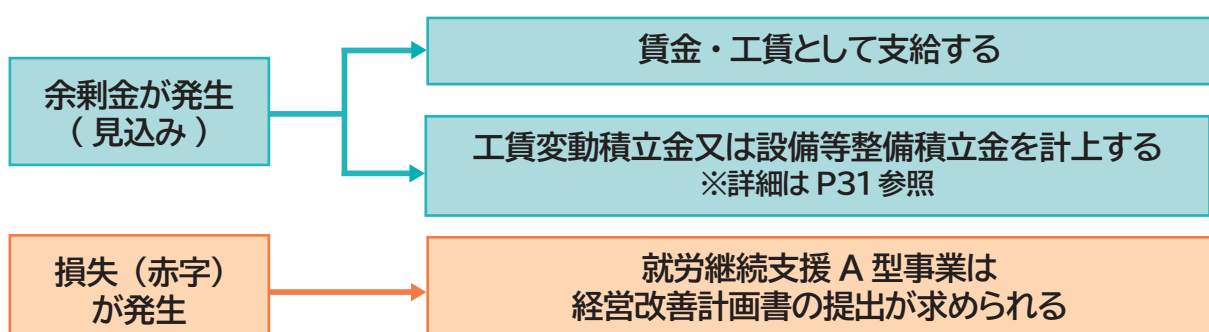 余剰金が発生
（見込み）
賃金・工賃として支給する
工賃変動積立金又は設備等整備積立金を計上する
※詳細は P31 参照
損失（赤字）
が発生
就労継続支援 A 型事業は
経営改善計画書の提出が求められる